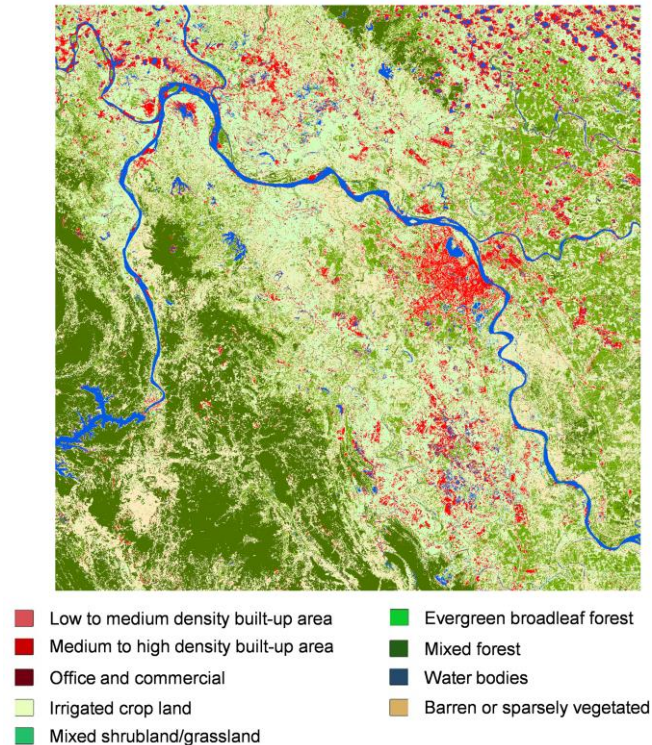 Low to medium density built-up area
Medium to high density built-up area
Office and commercial
Irrigated crop land
Mixed shrubland/grassland
Evergreen broadleaf forest
Mixed forest
Water bodies
Barren or sparsely vegetated